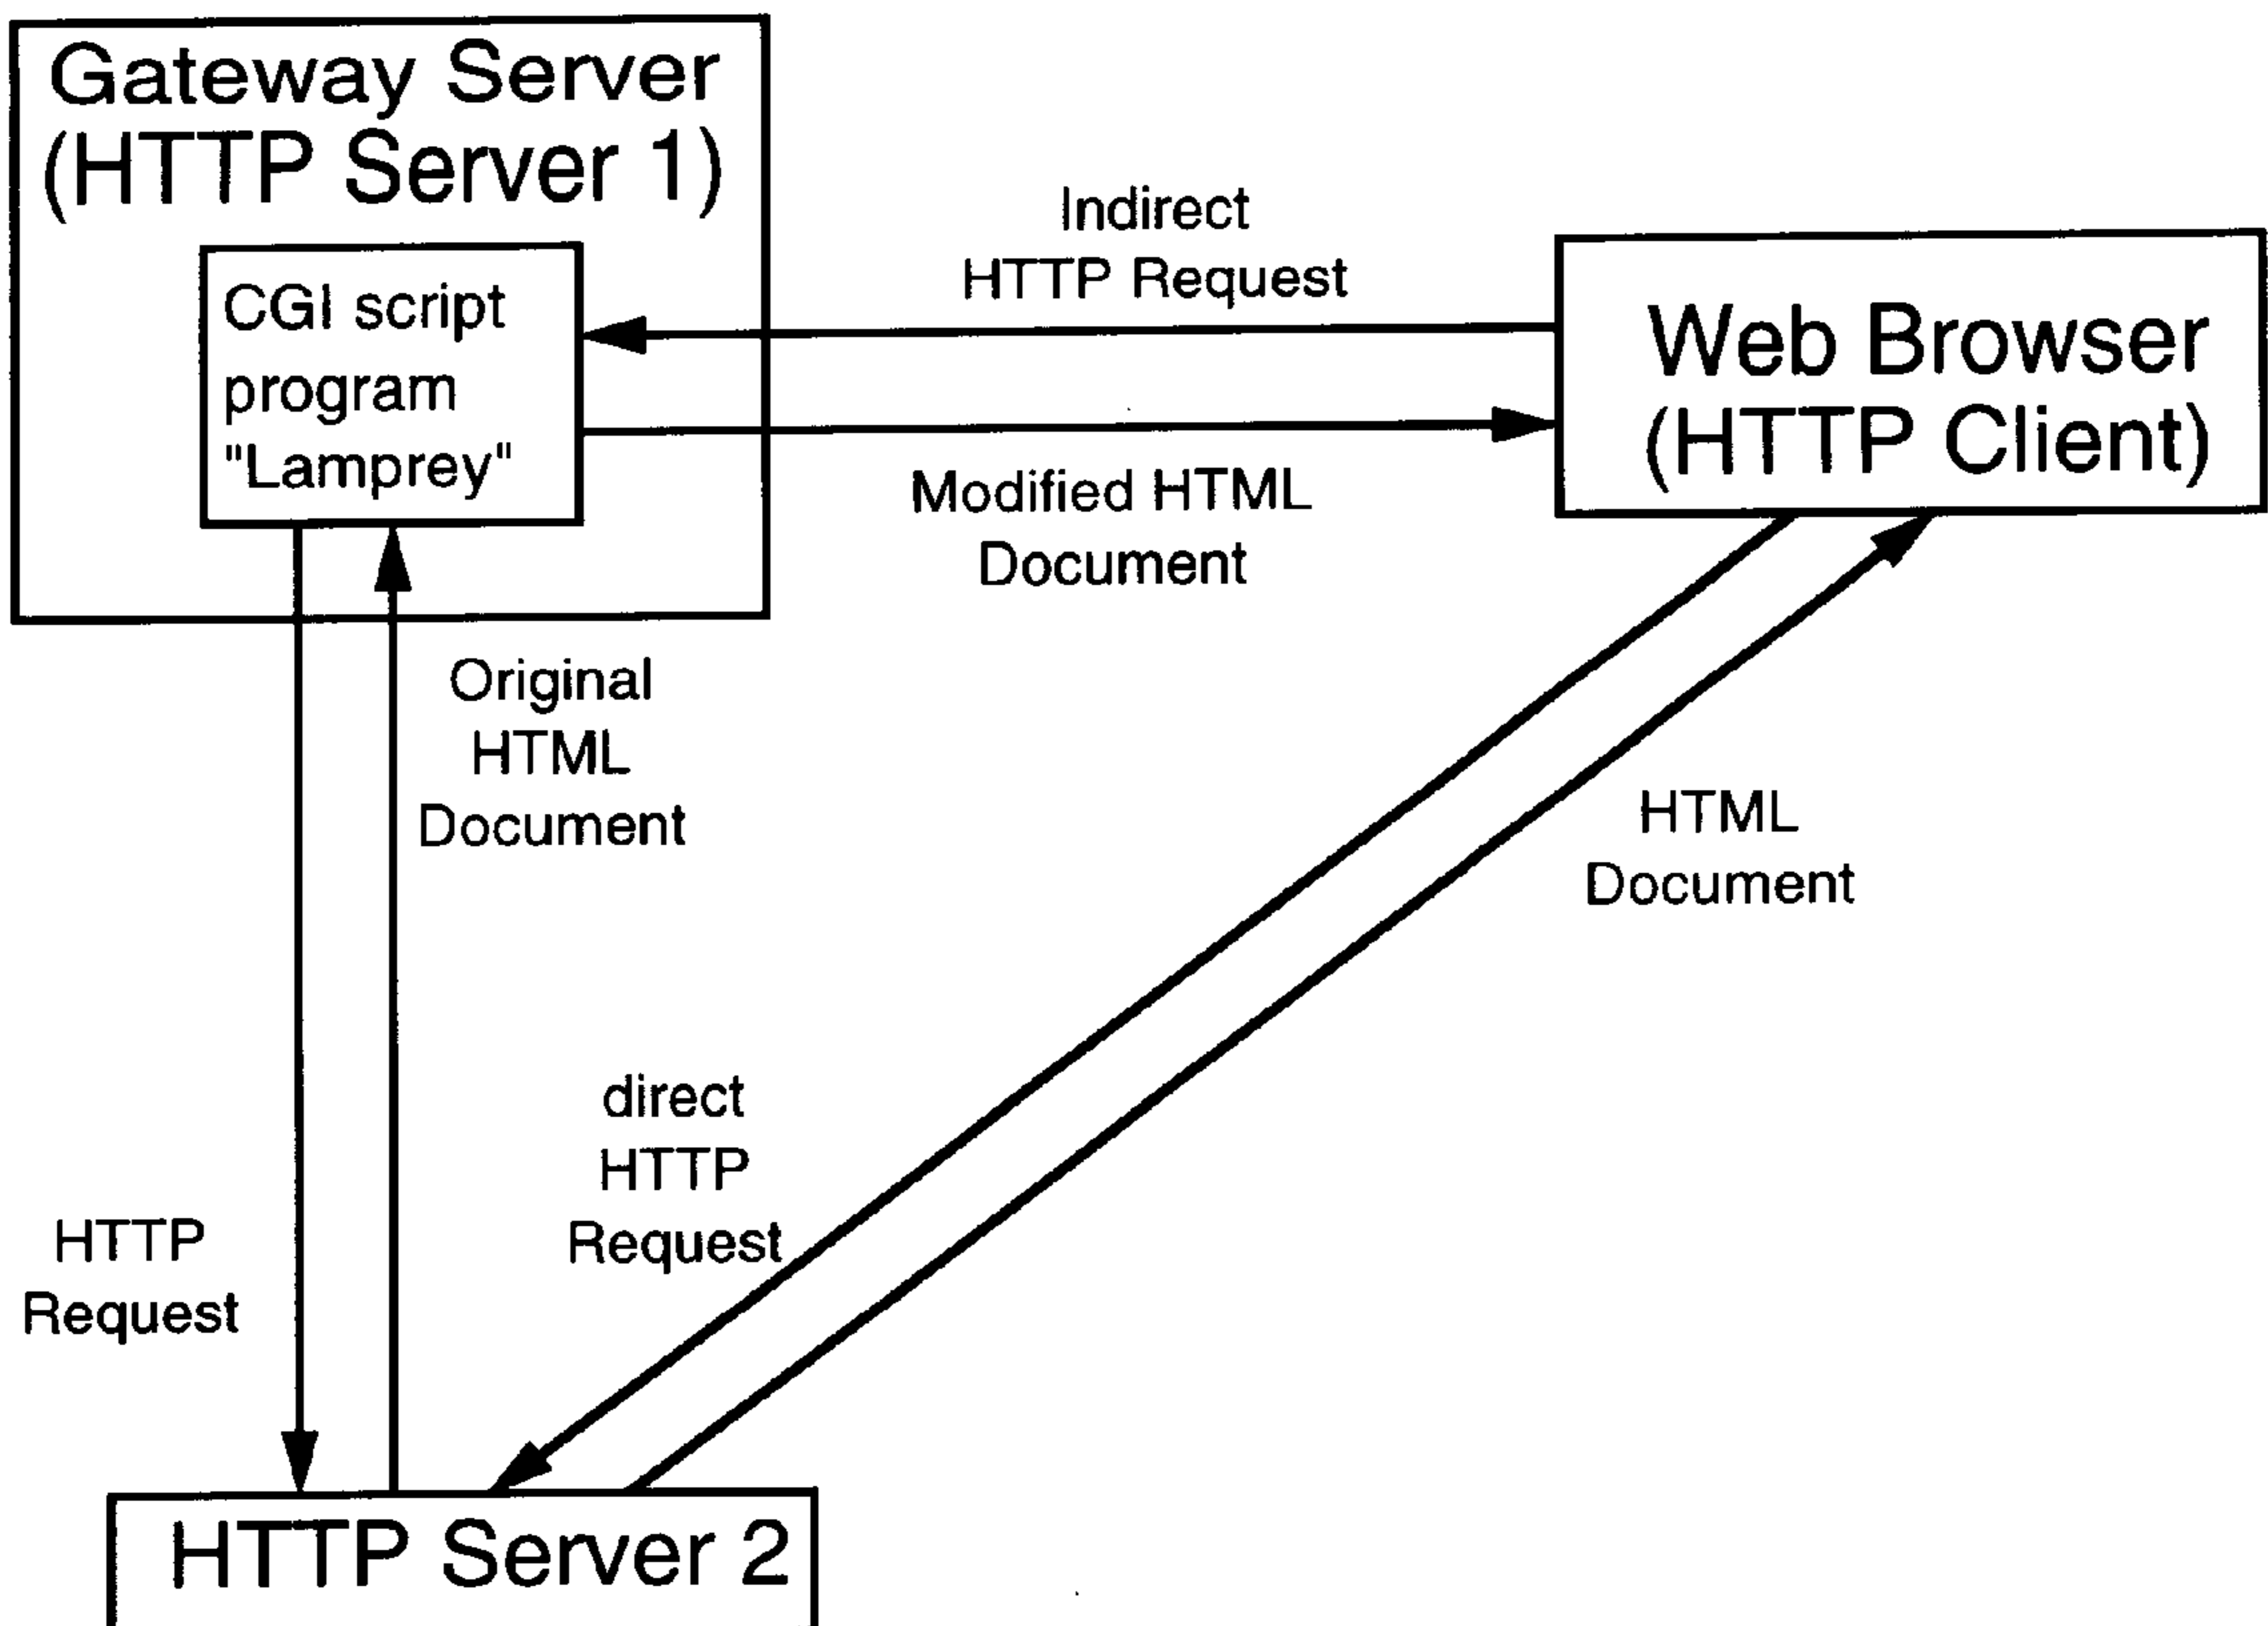 Gateway Server
(HTTP Server 1)
CGI script
program
"Lamprey"
Indirect
HTTP Request
Web Browser
(HTTP Client)
Modified HTML
Document
Original
HTML
Document
HTML
Document
direct
HTTP
Request
HTTP
Request
HTTP Server 2